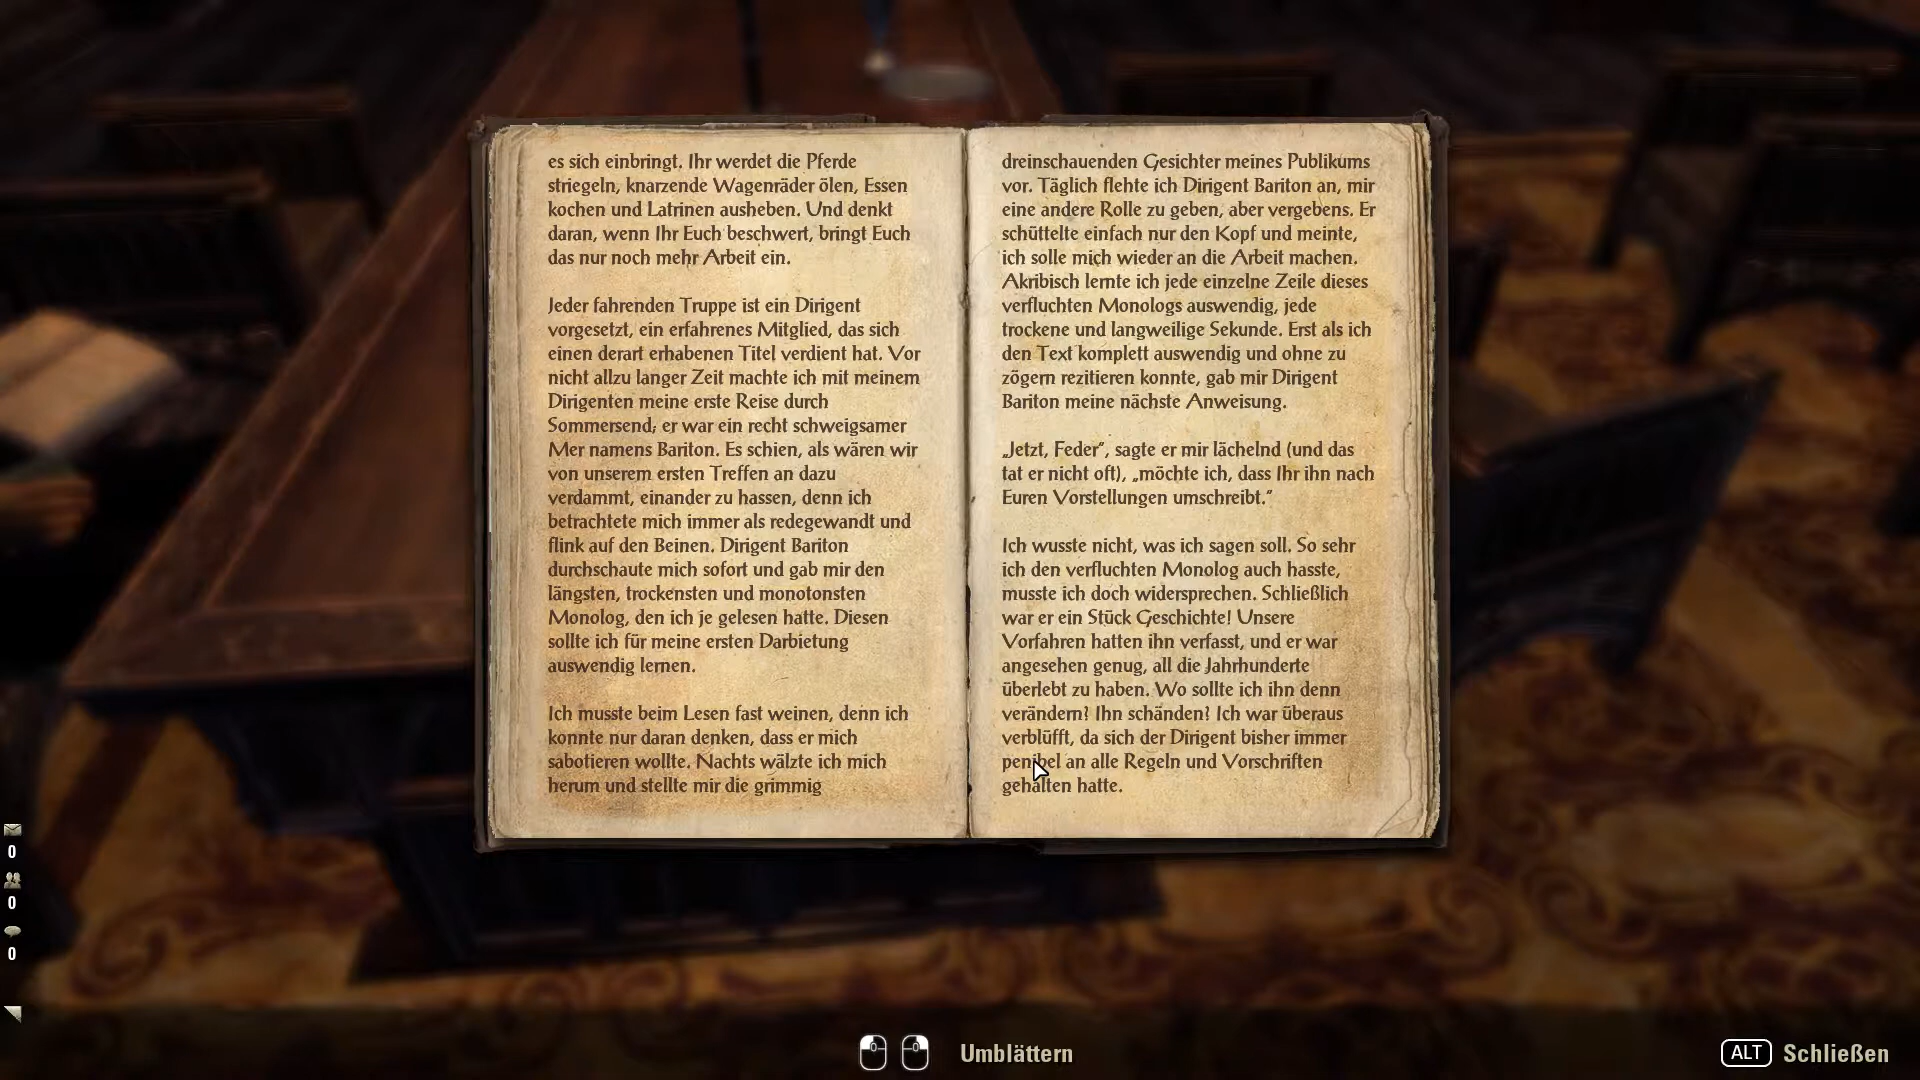 es sich einbringt. Ihr werdet die Pferde
striegeln, knarzende Wagenräder ölen, Essen
kochen und Latrinen ausheben. Und denkt
daran, wenn Ihr Euch beschwert, bringt Euch
das nur noch mehr Arbeit ein.
Jeder fahrenden Truppe ist ein Dirigent
vorgesetzt, ein erfahrenes Mitglied, das sich
einen derart erhabenen Titel verdient hat. Vor
nicht allzu langer Zeit machte ich mit meinem
Dirigenten meine erste Reise durch
Sommersend; er war ein recht schweigsamer
Mer namens Bariton. Es schien, als wären wir
von unserem ersten Treffen an dazu
verdammt, einander zu hassen, denn ich
betrachtete mich immer als redegewandt und
flink auf den Beinen. Dirigent Bariton
durchschaute mich sofort und gab mir den
längsten, trockensten und monotonsten
Monolog, den ich je gelesen hatte. Diesen
sollte ich für meine ersten Darbietung
auswendig lernen.
Ich musste beim Lesen fast weinen, denn ich
konnte nur daran denken, dass er mich
sabotieren wollte. Nachts wälzte ich mich
herum und stellte mir die grimmig
dreinschauenden Gesichter meines Publikums
vor. Täglich flehte ich Dirigent Bariton an, mir
eine andere Rolle zu geben, aber vergebens. Er
schüttelte einfach nur den Kopf und meinte,
ich solle mich wieder an die Arbeit machen.
Akribisch lernte ich jede einzelne Zeile dieses
verfluchten Monologs auswendig, jede
trockene und langweilige Sekunde. Erst als ich
den Text komplett auswendig und ohne zu
zögern rezitieren konnte, gab mir Dirigent
Bariton meine nächste Anweisung.
„Jetzt, Feder“, sagte er mir lächelnd (und das
tat er nicht oft), „möchte ich, dass Ihr ihn nach
Euren Vorstellungen umschreibt.“
Ich wusste nicht, was ich sagen soll. So sehr
ich den verfluchten Monolog auch hasste,
musste ich doch widersprechen. Schließlich
war er ein Stück Geschichte! Unsere
Vorfahren hatten ihn verfasst, und er war
angesehen genug, all die Jahrhunderte
überlebt zu haben. Wo sollte ich ihn denn
verändern? Ihn schänden? Ich war überaus
verblüfft, da sich der Dirigent bisher immer
penibel an alle Regeln und Vorschriften
gehalten hatte.
0
0
0
Umblättern
ALT Schließen